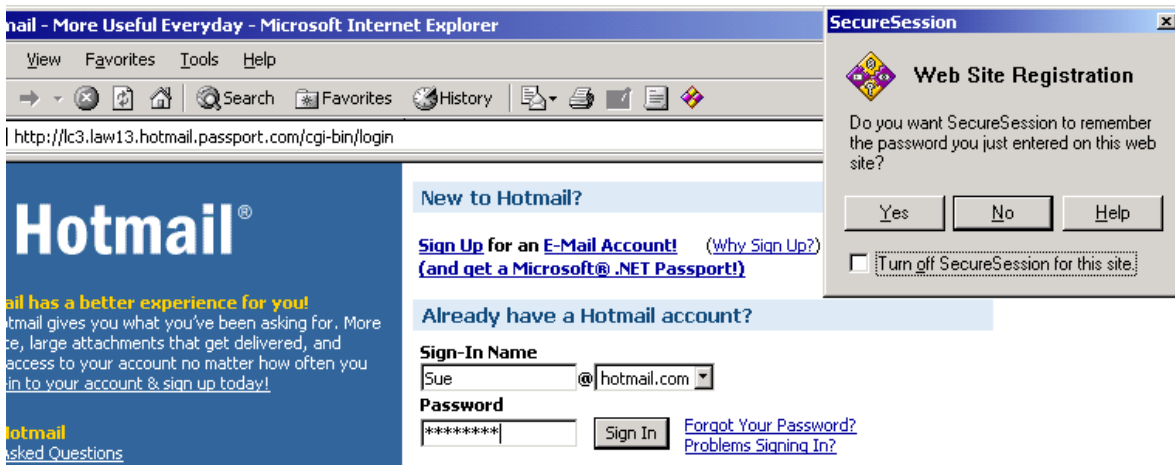 mail - More Useful Everyday - Microsoft Internet Explorer
View Favorites Tools Help
Search Favorites History
http://lc3.law13.hotmail.passport.com/cgi-bin/login
Hotmail®
ail has a better experience for you!
otmail gives you what you've been asking for. More
te, large attachments that get delivered, and
access to your account no matter how often you
-in to your account & sign up today!
Hotmail
Asked Questions
New to Hotmail?
Sign Up for an E-Mail Account! (Why Sign Up?)
(and get a Microsoft® .NET Passport!)
Already have a Hotmail account?
Sign-In Name
Sue @ hotmail.com
Password
******** Sign In Forgot Your Password?
Problems Signing In?
SecureSession
Web Site Registration
Do you want SecureSession to remember
the password you just entered on this web
site?
Yes No Help
Turn off SecureSession for this site.